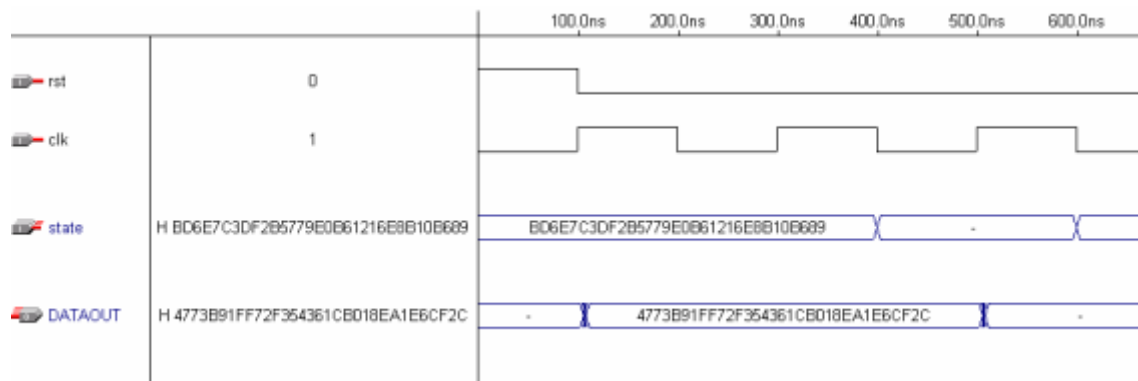 100.0ns 200.0ns 300.0ns 400.0ns 500.0ns 600.0ns
rst 0
clk 1
state H BD6E7C3DF2B5779E0B61216E8B10B689 BD6E7C3DF2B5779E0B61216E8B10B689 -
DATAOUT H 4773B91FF72F354361CB018EA1E6CF2C - 4773B91FF72F354361CB018EA1E6CF2C -